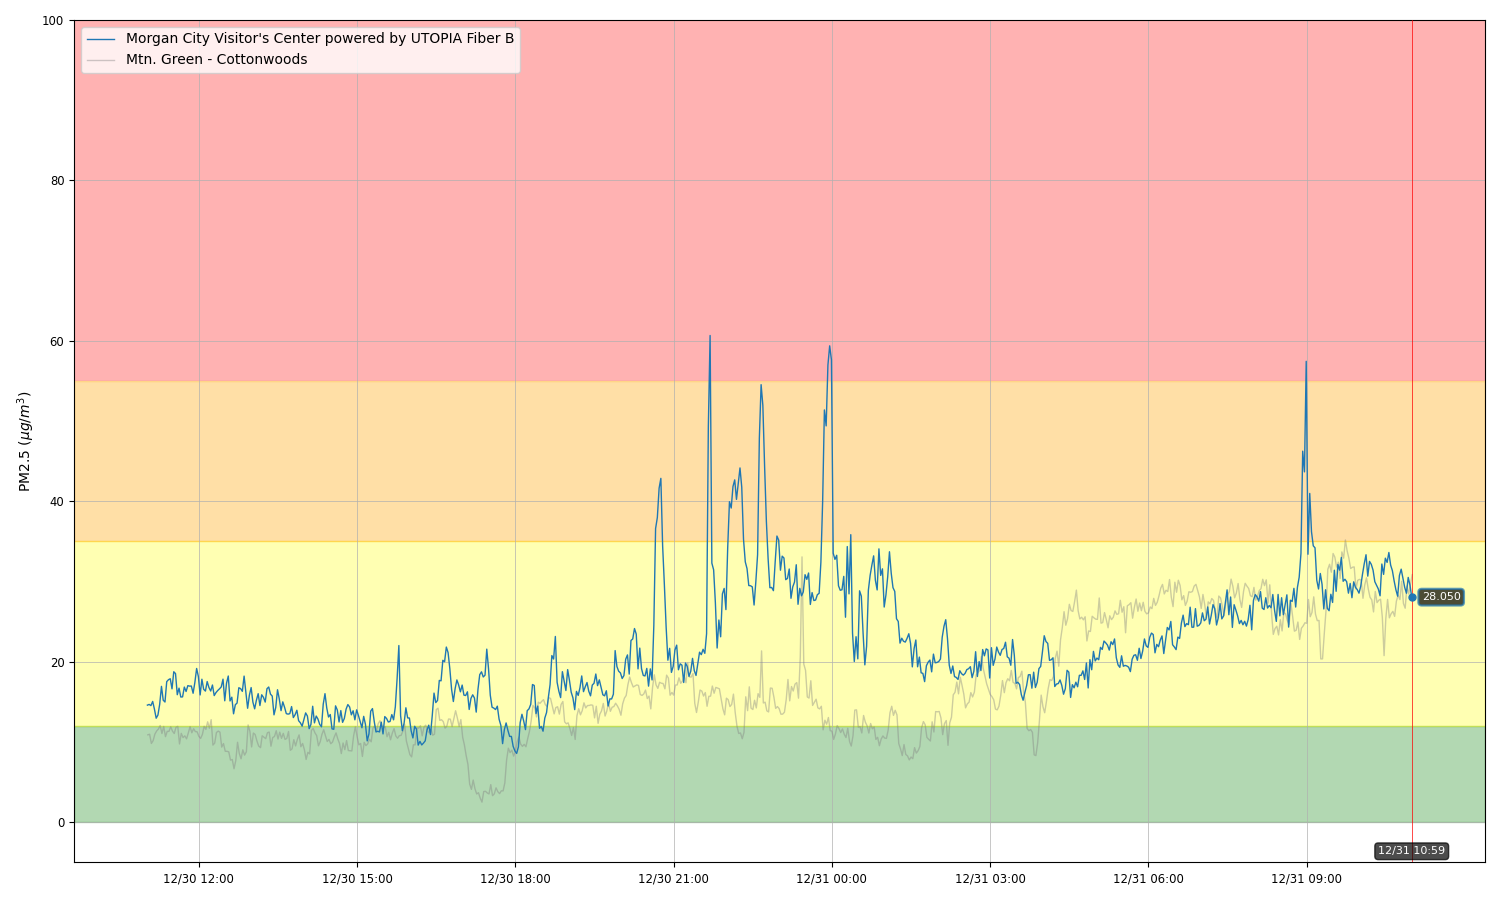 100
Morgan City Visitor's Center powered by UTOPIA Fiber B
Mtn. Green - Cottonwoods
80
60
40
20
0
PM2.5 (μg/m³)
28.050
12/31 10:59
12/30 12:00 12/30 15:00 12/30 18:00 12/30 21:00 12/31 00:00 12/31 03:00 12/31 06:00 12/31 09:00